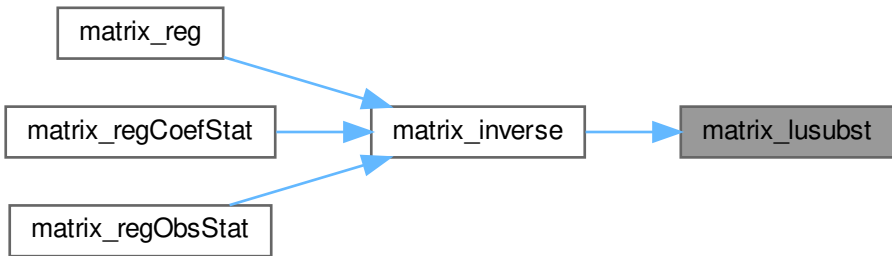 matrix_reg
matrix_regCoefStat
matrix_inverse
matrix_lusubst
matrix_regObsStat